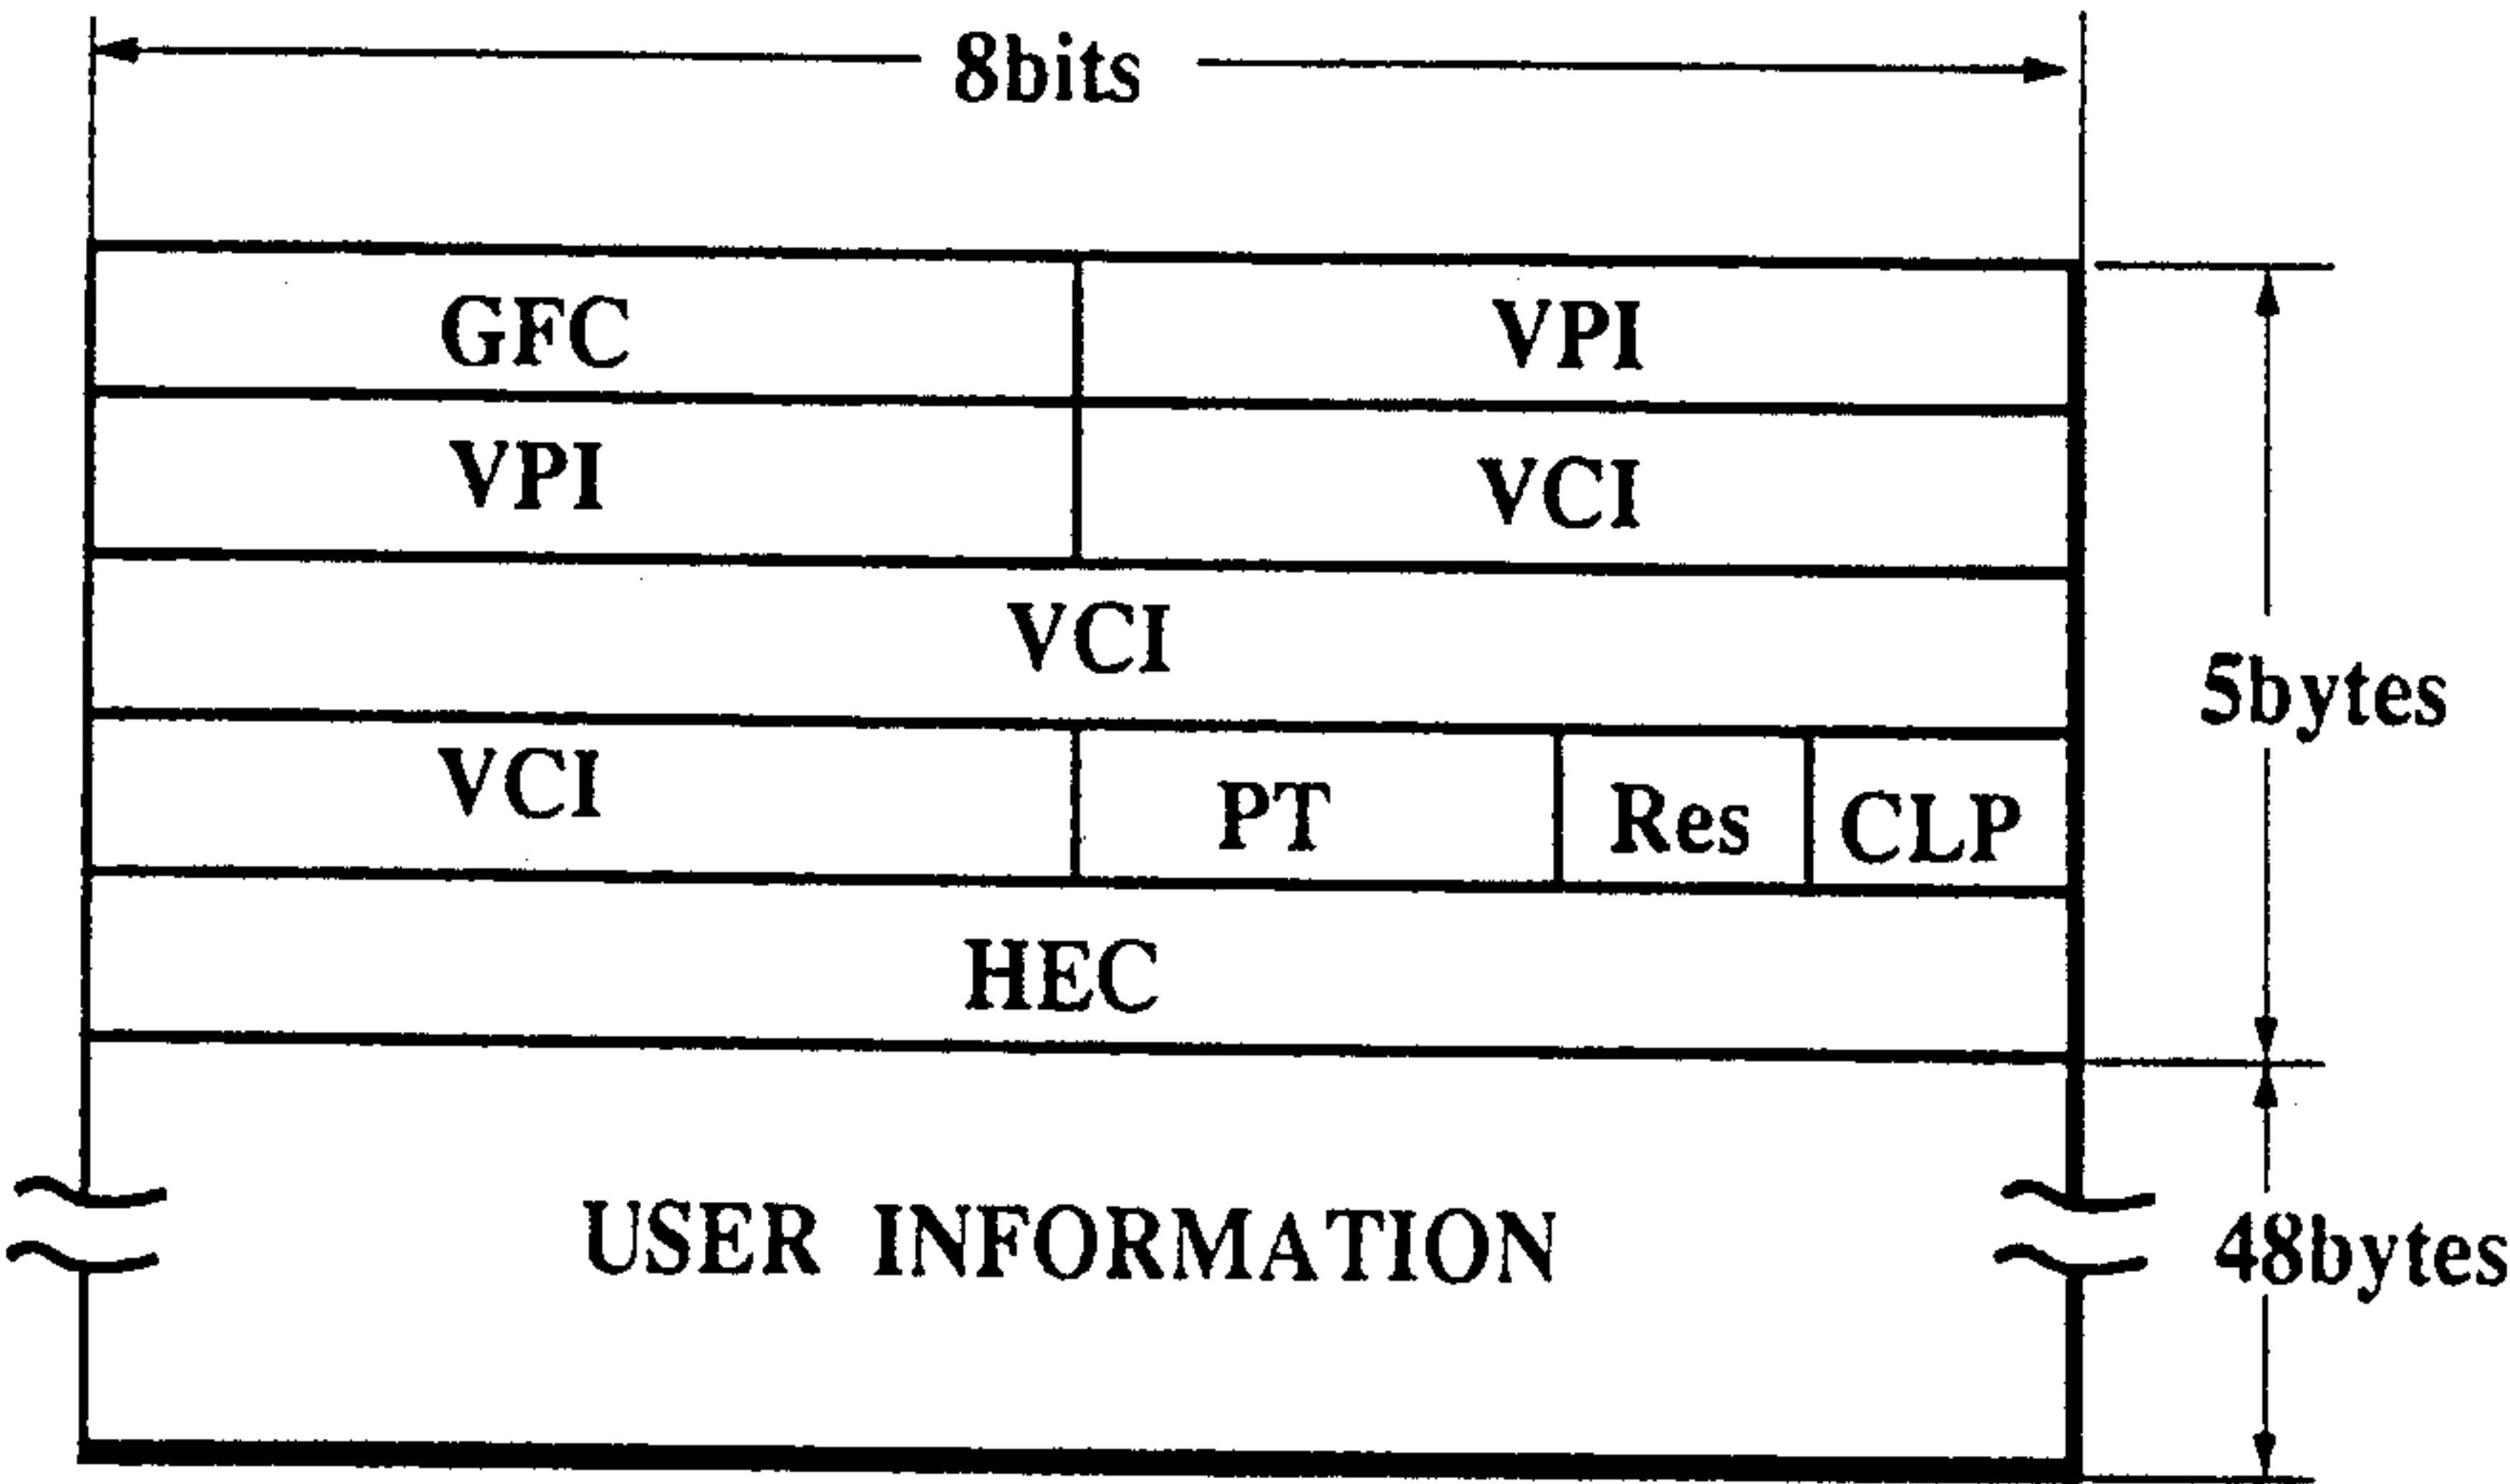 8bits
GFC VPI
VPI VCI
VCI
5bytes
VCI PT Res CLP
HEC
USER INFORMATION
48bytes